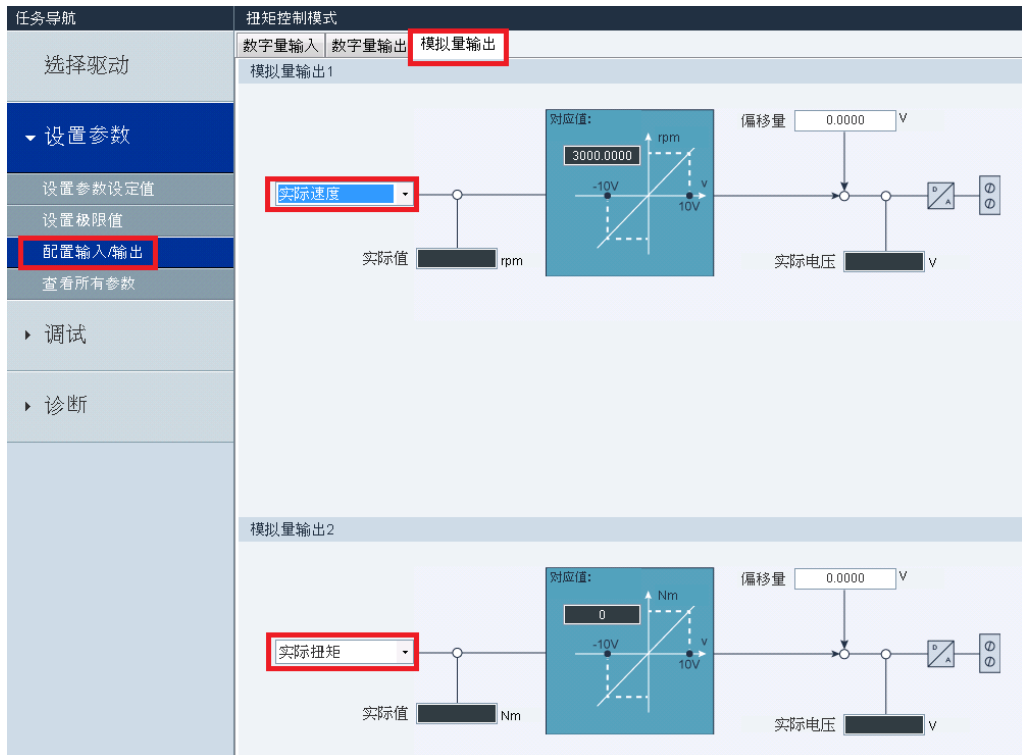 任务导航
扭矩控制模式
选择驱动
设置参数
设置参数设定值
设置极限值
配置输入/输出
查看所有参数
调试
诊断
数字量输入 数字量输出 模拟量输出
模拟量输出1
对应值:
偏移量 0.0000 V
rpm
3000.0000
实际速度
-10V
V
10V
D
A
实际值 rpm
实际电压 V
模拟量输出2
对应值:
偏移量 0.0000 V
Nm
0
实际扭矩
-10V
V
10V
D
A
实际值 Nm
实际电压 V